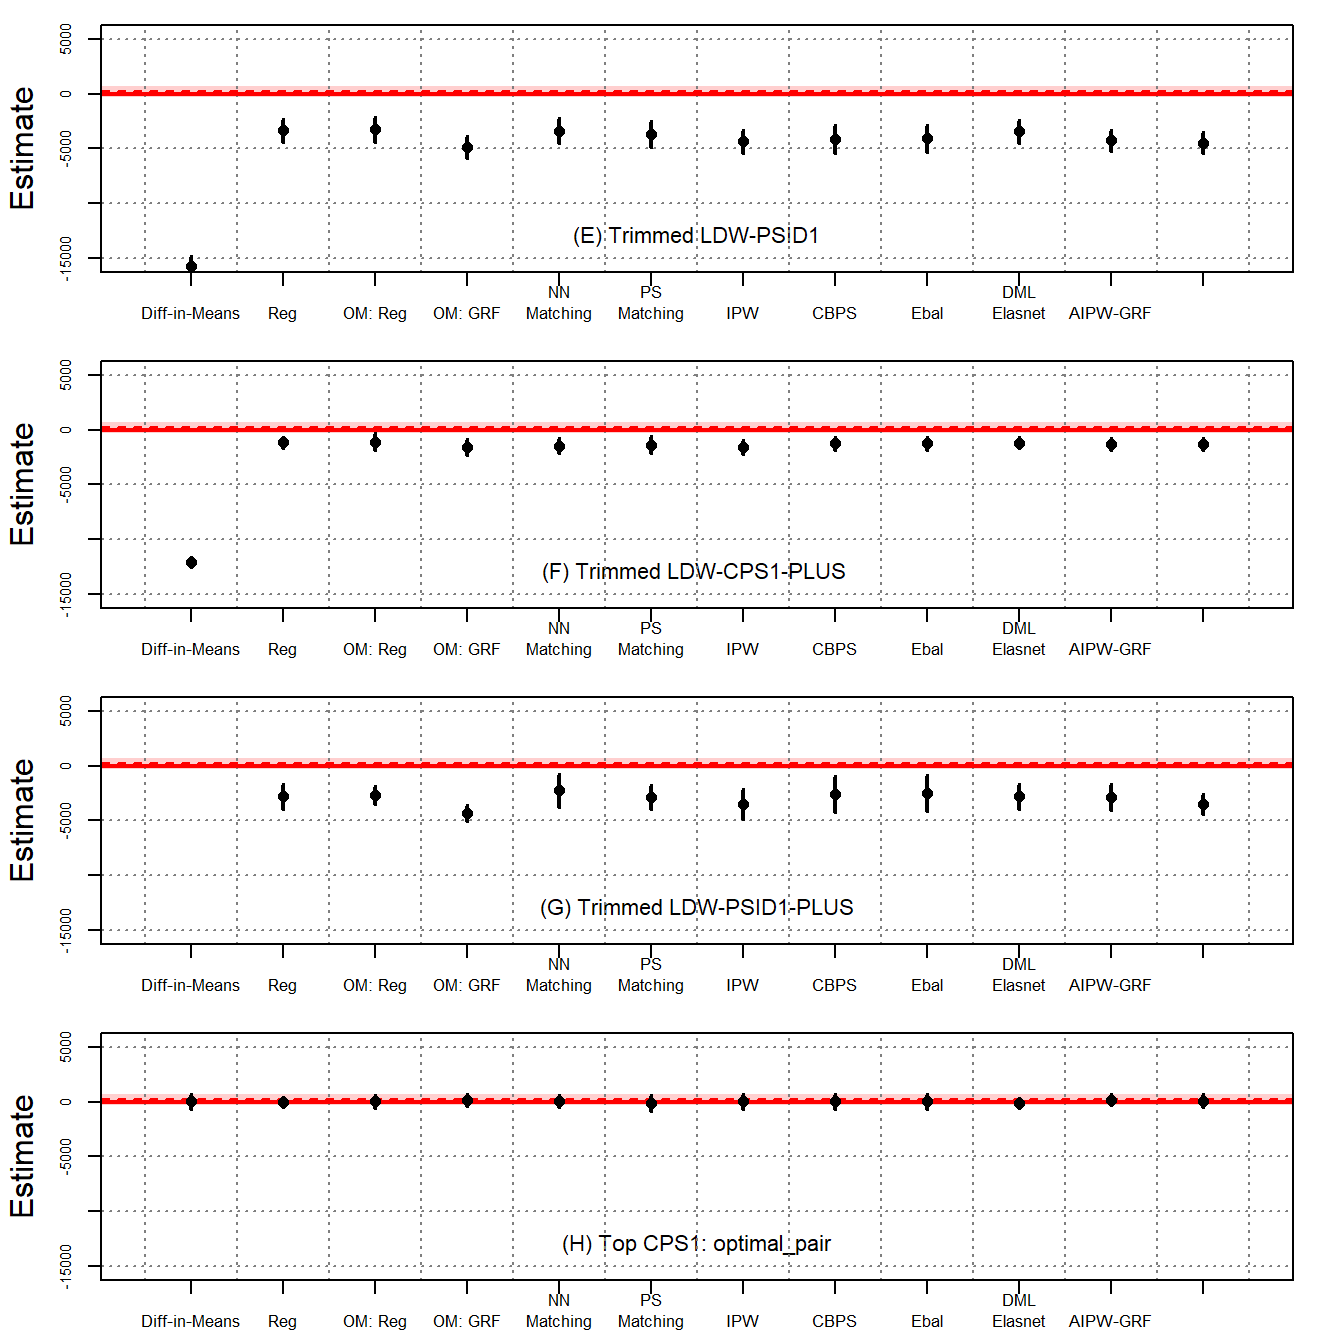 5000
0
-5000
-15000
Estimate
(E) Trimmed LDW-PSID1
Diff-in-Means Reg OM: Reg OM: GRF NN Matching PS Matching IPW CBPS Ebal DML Elasnet AIPW-GRF
5000
0
-5000
-15000
Estimate
(F) Trimmed LDW-CPS1-PLUS
Diff-in-Means Reg OM: Reg OM: GRF NN Matching PS Matching IPW CBPS Ebal DML Elasnet AIPW-GRF
5000
0
-5000
-15000
Estimate
(G) Trimmed LDW-PSID1-PLUS
Diff-in-Means Reg OM: Reg OM: GRF NN Matching PS Matching IPW CBPS Ebal DML Elasnet AIPW-GRF
5000
0
-5000
-15000
Estimate
(H) Top CPS1: optimal_pair
Diff-in-Means Reg OM: Reg OM: GRF NN Matching PS Matching IPW CBPS Ebal DML Elasnet AIPW-GRF